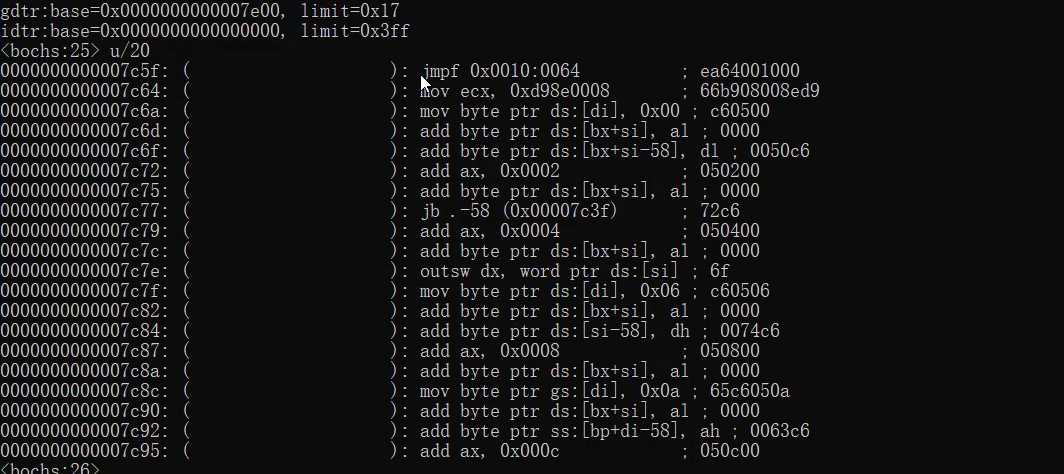 gdtr:base=0x0000000000007e00, limit=0x17
idtr:base=0x0000000000000000, limit=0x3ff
<bochs:25> u/20
0000000000007c5f: ( ): jmpf 0x0010:0064 ; ea64001000
0000000000007c64: ( ): mov ecx, 0xd98e0008 ; 66b908008ed9
0000000000007c6a: ( ): mov byte ptr ds:[di], 0x00 ; c60500
0000000000007c6d: ( ): add byte ptr ds:[bx+si], al ; 0000
0000000000007c6f: ( ): add byte ptr ds:[bx+si-58], dl ; 0050c6
0000000000007c72: ( ): add ax, 0x0002 ; 050200
0000000000007c75: ( ): add byte ptr ds:[bx+si], al ; 0000
0000000000007c77: ( ): jb .-58 (0x00007c3f) ; 72c6
0000000000007c79: ( ): add ax, 0x0004 ; 050400
0000000000007c7c: ( ): add byte ptr ds:[bx+si], al ; 0000
0000000000007c7e: ( ): outsw dx, word ptr ds:[si] ; 6f
0000000000007c7f: ( ): mov byte ptr ds:[di], 0x06 ; c60506
0000000000007c82: ( ): add byte ptr ds:[bx+si], al ; 0000
0000000000007c84: ( ): add byte ptr ds:[si-58], dh ; 0074c6
0000000000007c87: ( ): add ax, 0x0008 ; 050800
0000000000007c8a: ( ): add byte ptr ds:[bx+si], al ; 0000
0000000000007c8c: ( ): mov byte ptr gs:[di], 0x0a ; 65c6050a
0000000000007c90: ( ): add byte ptr ds:[bx+si], al ; 0000
0000000000007c92: ( ): add byte ptr ss:[bp+di-58], ah ; 0063c6
0000000000007c95: ( ): add ax, 0x000c ; 050c00
<bochs:26>